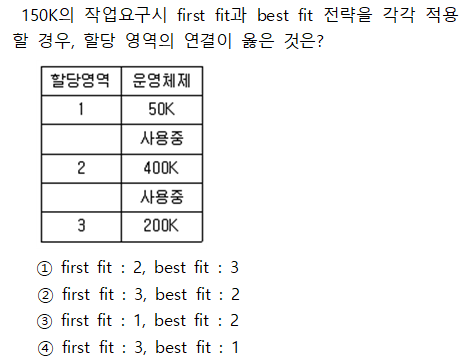 150K의 작업요구시 first fit과 best fit 전략을 각각 적용
할 경우, 할당 영역의 연결이 옳은 것은?
할당영역 운영체제
1 50K
사용중
2 400K
사용중
3 200K
① first fit : 2, best fit : 3
② first fit : 3, best fit : 2
③ first fit : 1, best fit : 2
④ first fit : 3, best fit : 1